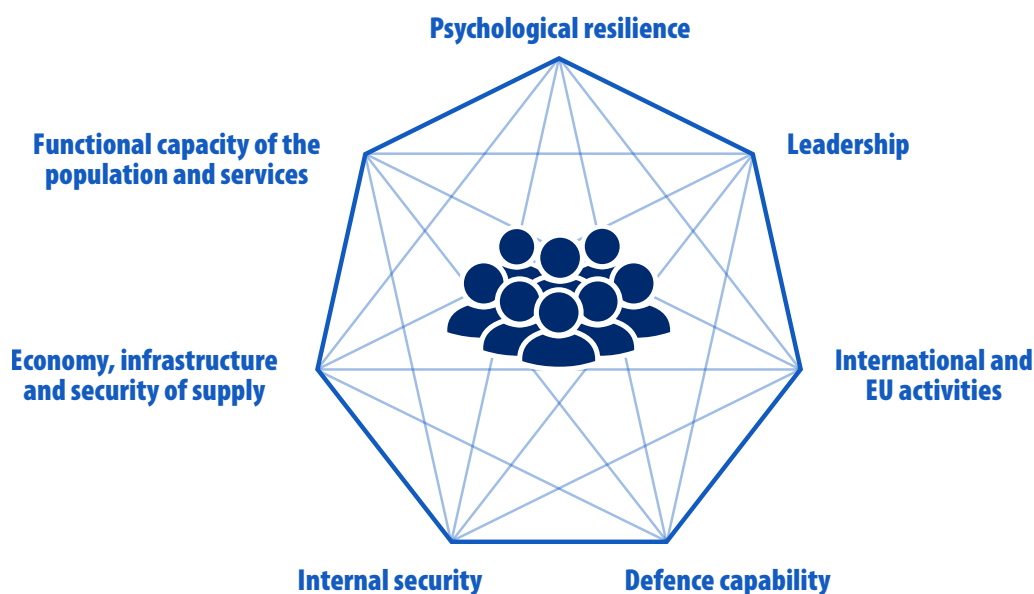 Psychological resilience
Leadership
International and
EU activities
Defence capability
Internal security
Economy, infrastructure
and security of supply
Functional capacity of the
population and services